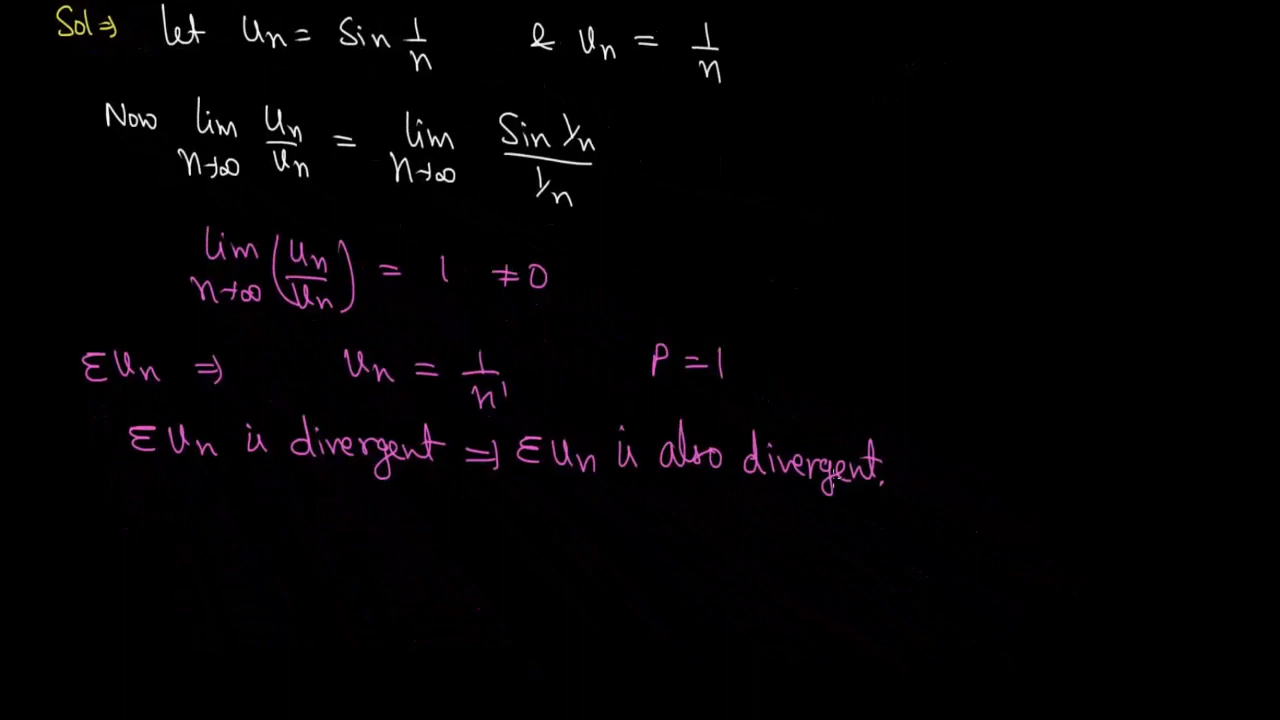 Sol ⇒ let un = Sin 1/n & vn = 1/n
Now lim n→∞ un/vn = lim n→∞ Sin 1/n / 1/n
lim n→∞ (un/vn) = 1 ≠ 0
Σvn ⇒ vn = 1/n¹ P = 1
Σvn is divergent ⇒ Σun is also divergent.